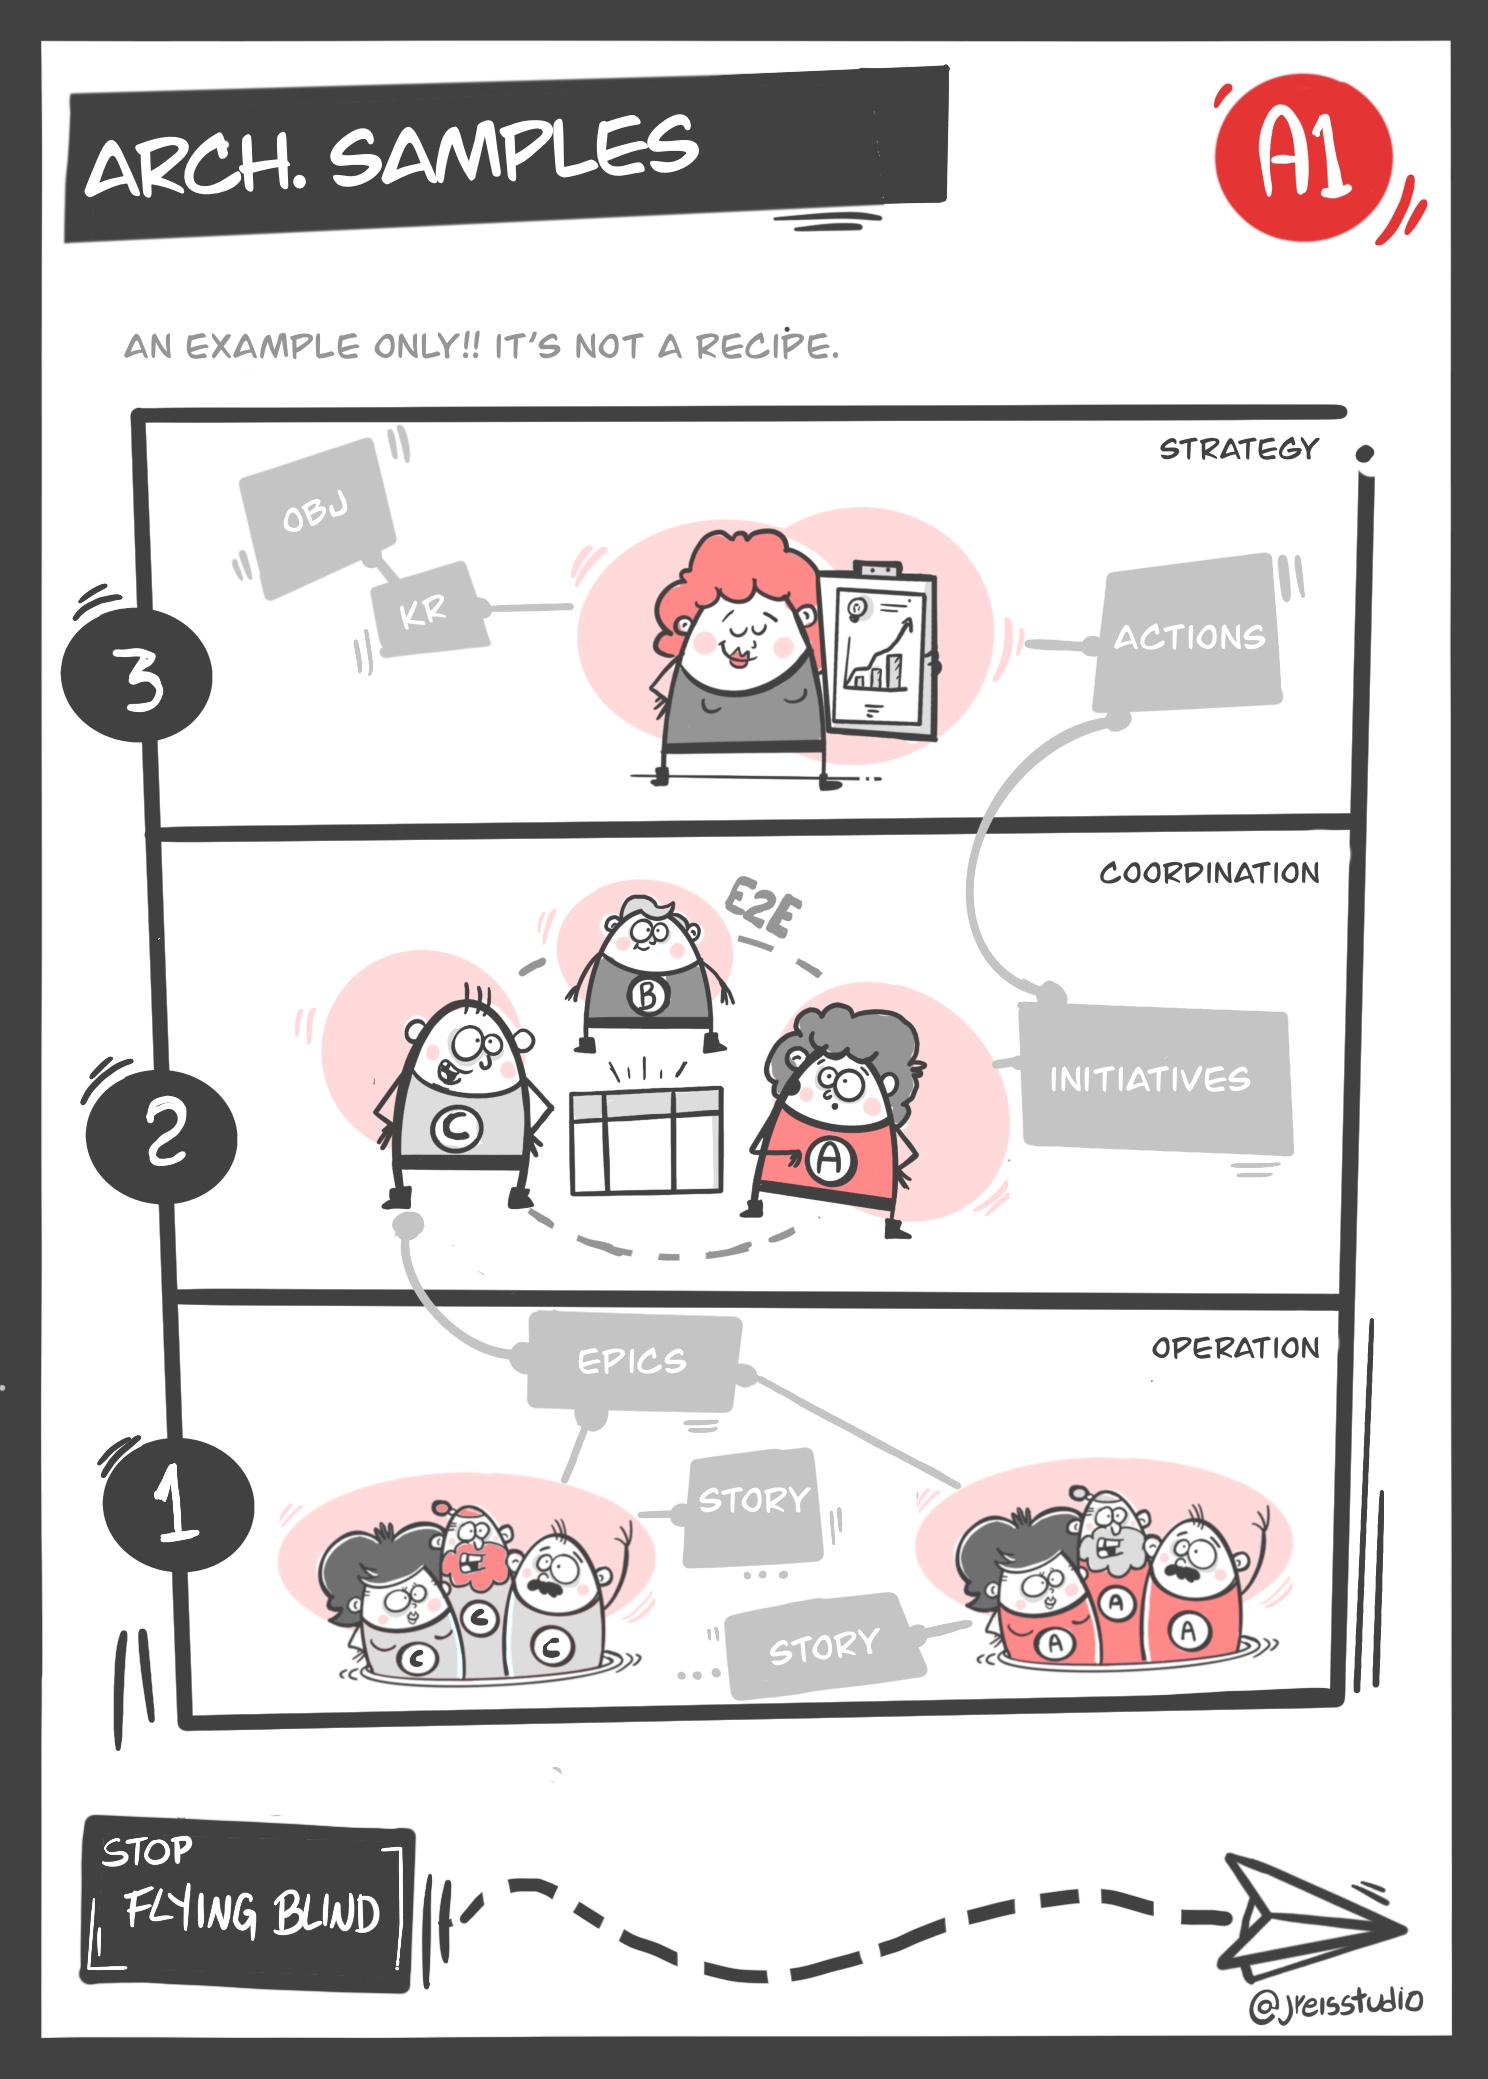 ARCH. SAMPLES
A1
AN EXAMPLE ONLY!! IT'S NOT A RECIPE.
STRATEGY
OBJ
KR
ACTIONS
3
COORDINATION
E2E
B
C
A
INITIATIVES
2
OPERATION
EPICS
STORY
1
C
C
C
A
A
A
STORY
STOP
FLYING BLIND
@jreisstudio